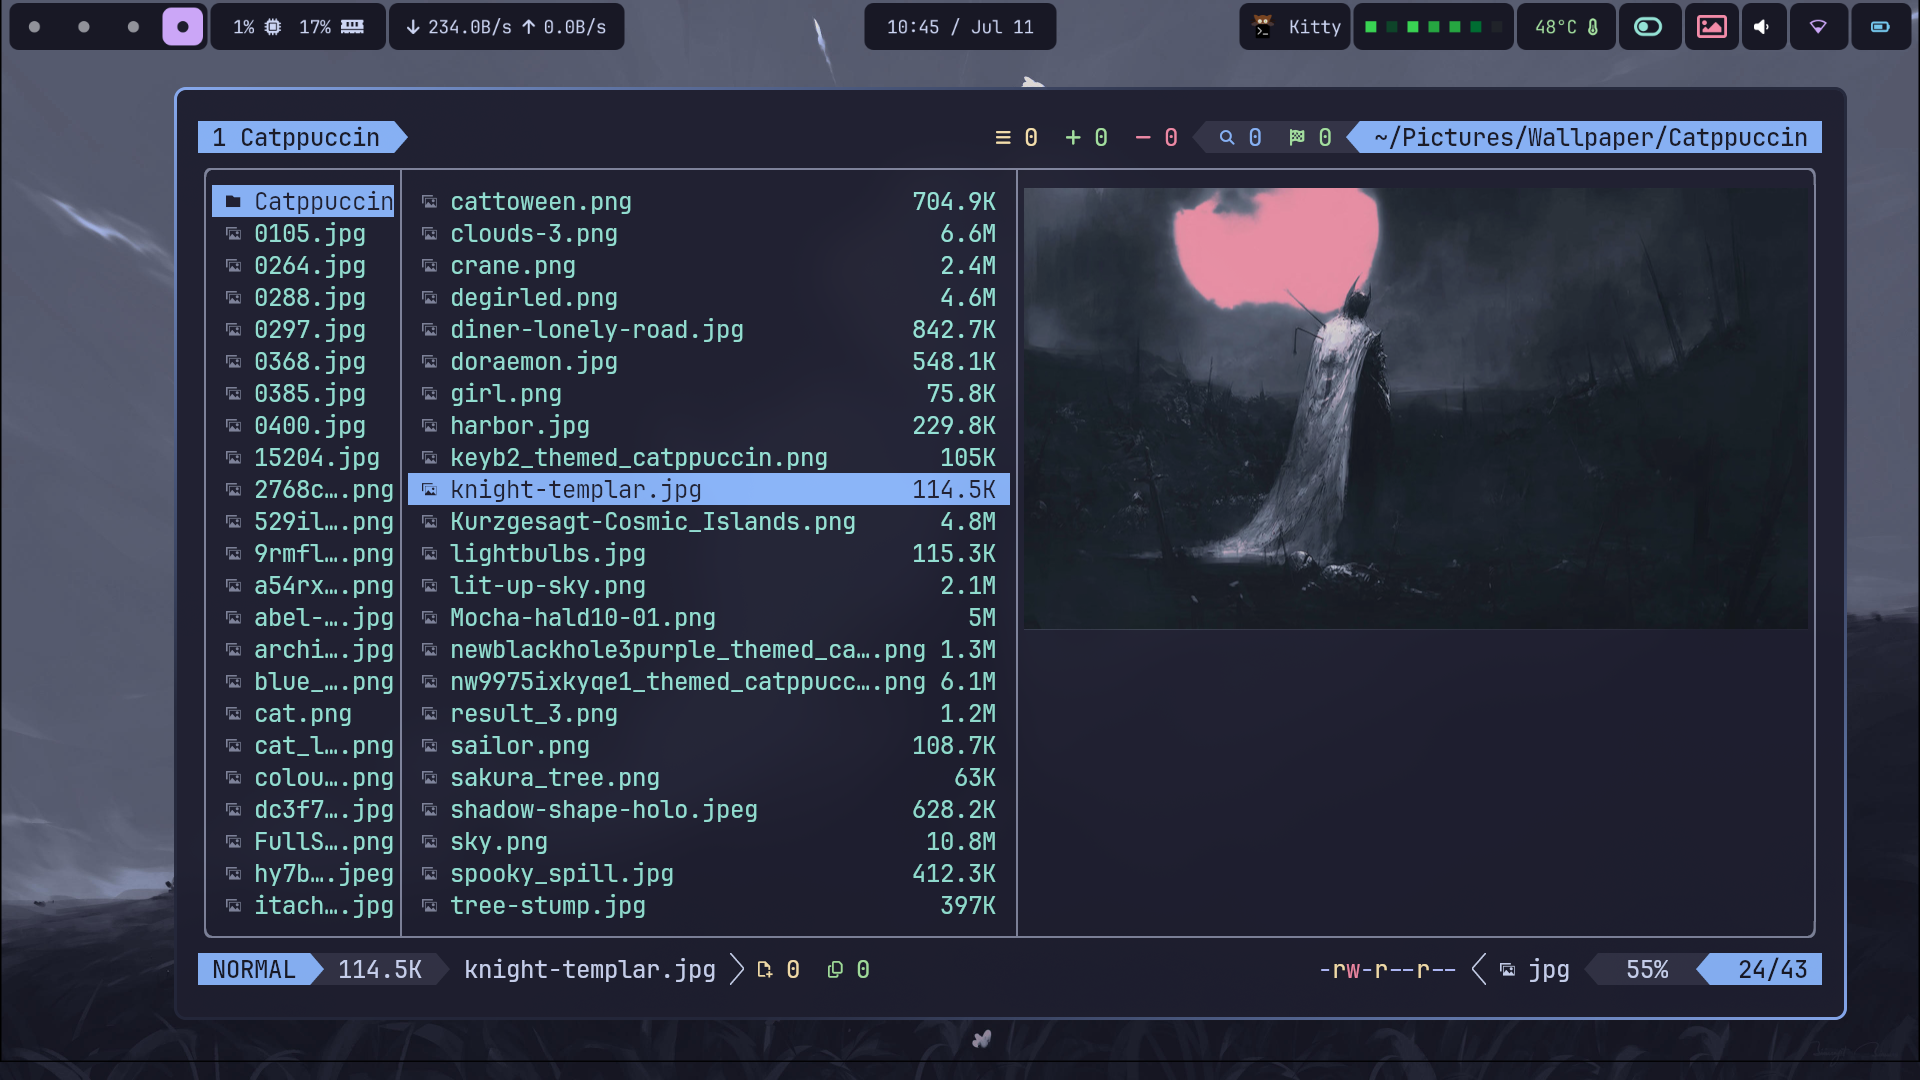 1% 17% 234.0B/s 0.0B/s 10:45 / Jul 11 Kitty 48°C
1 Catppuccin 0 + 0 - 0 0 0 ~/Pictures/Wallpaper/Catppuccin
Catppuccin
0105.jpg
0264.jpg
0288.jpg
0297.jpg
0368.jpg
0385.jpg
0400.jpg
15204.jpg
2768c….png
529il….png
9rmfl….png
a54rx….png
abel-….jpg
archi….jpg
blue_….png
cat.png
cat_l….png
colou….png
dc3f7….jpg
FullS….png
hy7b….jpeg
itach….jpg
cattoween.png 704.9K
clouds-3.png 6.6M
crane.png 2.4M
degirled.png 4.6M
diner-lonely-road.jpg 842.7K
doraemon.jpg 548.1K
girl.png 75.8K
harbor.jpg 229.8K
keyb2_themed_catppuccin.png 105K
knight-templar.jpg 114.5K
Kurzgesagt-Cosmic_Islands.png 4.8M
lightbulbs.jpg 115.3K
lit-up-sky.png 2.1M
Mocha-hald10-01.png 5M
newblackhole3purple_themed_ca….png 1.3M
nw9975ixkyqe1_themed_catppucc….png 6.1M
result_3.png 1.2M
sailor.png 108.7K
sakura_tree.png 63K
shadow-shape-holo.jpeg 628.2K
sky.png 10.8M
spooky_spill.jpg 412.3K
tree-stump.jpg 397K
NORMAL 114.5K knight-templar.jpg 0 0 -rw-r--r-- jpg 55% 24/43